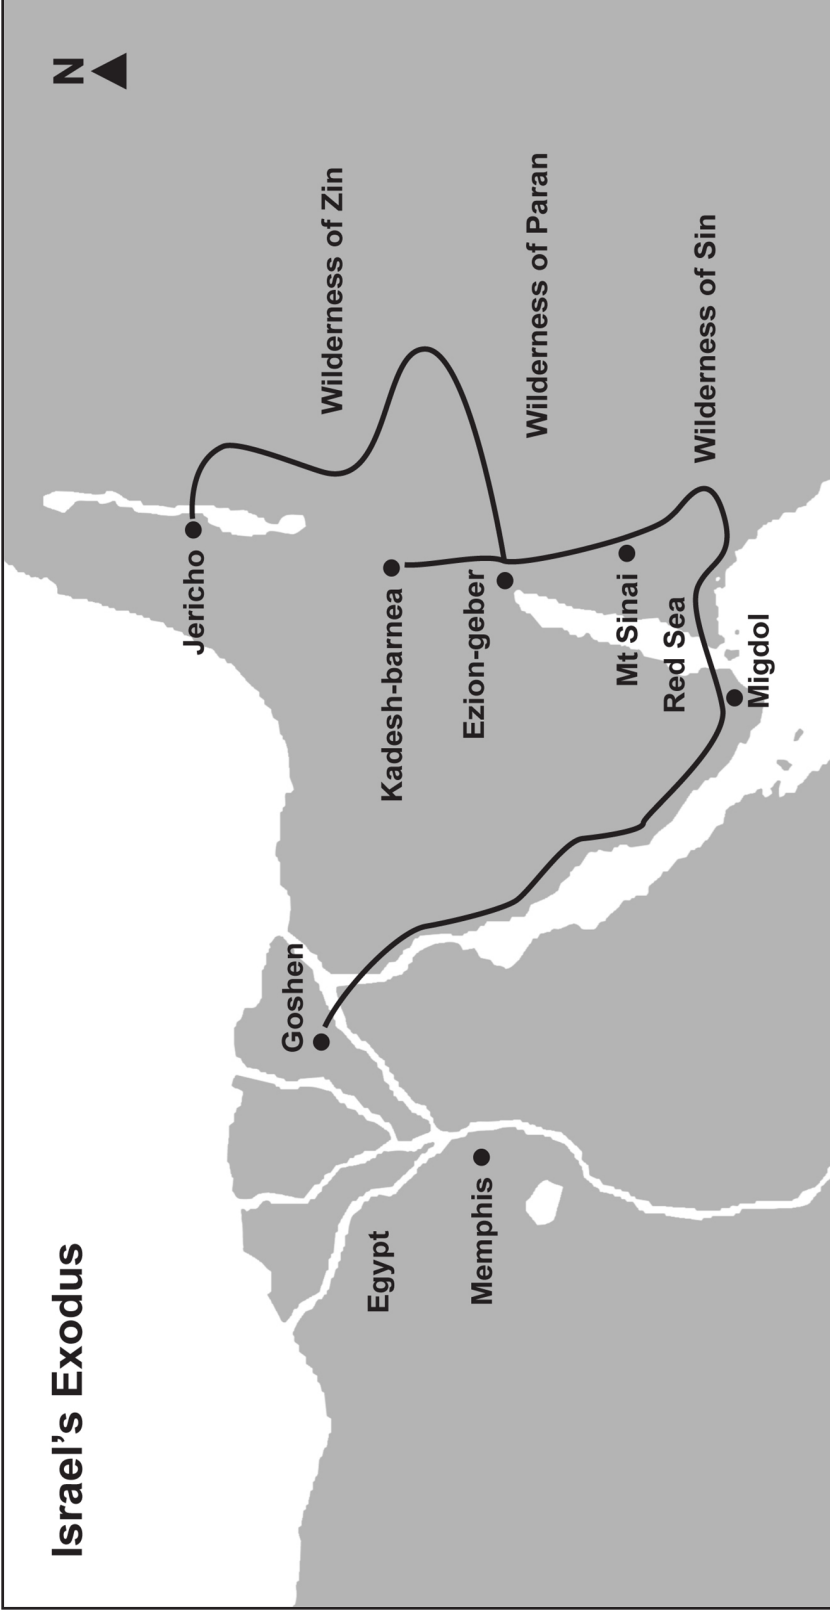 Israel's Exodus
N
Jericho
Goshen
Wilderness of Zin
Egypt
Kadesh-barnea
Memphis
Ezion-geber
Wilderness of Paran
Mt Sinai
Red Sea
Wilderness of Sin
Migdol